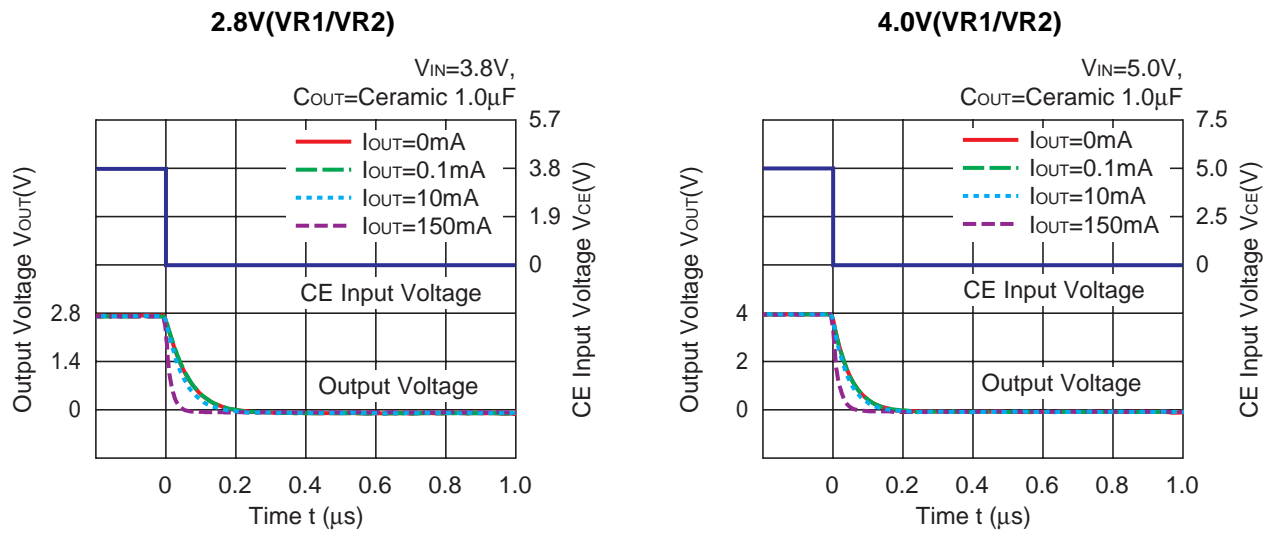 2.8V(VR1/VR2)
VIN=3.8V,
COUT=Ceramic 1.0μF
5.7
IOUT=0mA
IOUT=0.1mA
3.8
IOUT=10mA
1.9
IOUT=150mA
0
CE Input Voltage
2.8
1.4
Output Voltage
0
0 0.2 0.4 0.6 0.8 1.0
Time t (μs)
Output Voltage VOUT(V)
CE Input Voltage VCE(V)
4.0V(VR1/VR2)
VIN=5.0V,
COUT=Ceramic 1.0μF
7.5
IOUT=0mA
IOUT=0.1mA
5.0
IOUT=10mA
2.5
IOUT=150mA
0
CE Input Voltage
4
2
Output Voltage
0
0 0.2 0.4 0.6 0.8 1.0
Time t (μs)
Output Voltage VOUT(V)
CE Input Voltage VCE(V)